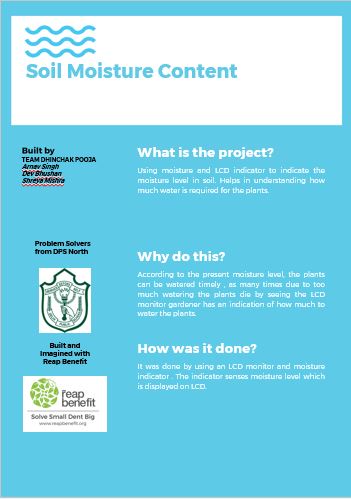 Soil Moisture Content
Built by
TEAM DHINCHAK POOJA
Arnav Singh
Dev Bhushan
Shreya Mishra
What is the project?
Using moisture and LCD indicator to indicate the
moisture level in soil. Helps in understanding how
much water is required for the plants.
Problem Solvers
from DPS North
Why do this?
According to the present moisture level, the plants
can be watered timely , as many times due to too
much watering the plants die by seeing the LCD
monitor gardener has an indication of how much to
water the plants.
Built and
Imagined with
Reap Benefit
How was it done?
It was done by using an LCD monitor and moisture
indicator . The indicator senses moisture level which
is displayed on LCD.
reap
benefit
Solve Small Dent Big
www.reapbenefit.org